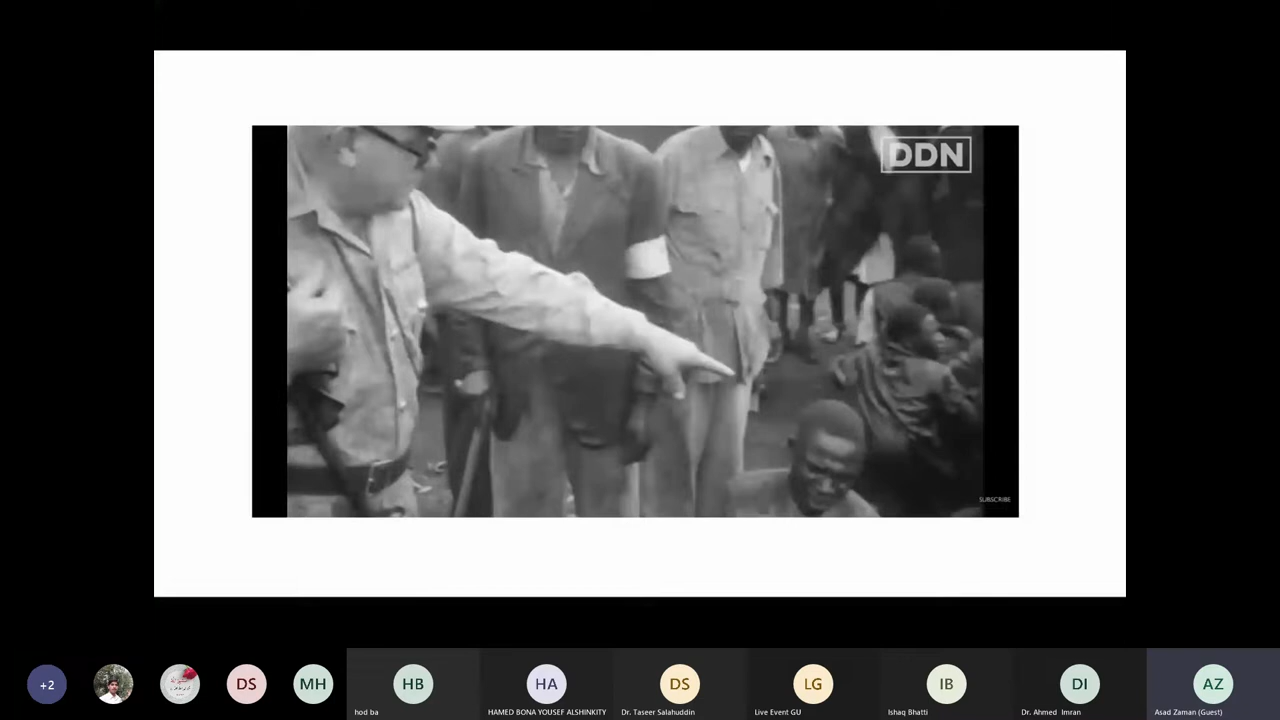 DDN
SUBSCRIBE
+2
DS
MH
HB
hod ba
HA
HAMED BONA YOUSEF ALSHINKITY
DS
Dr. Taseer Salahuddin
LG
Live Event GU
IB
Ishaq Bhatti
DI
Dr. Ahmed Imran
AZ
Asad Zaman (Guest)